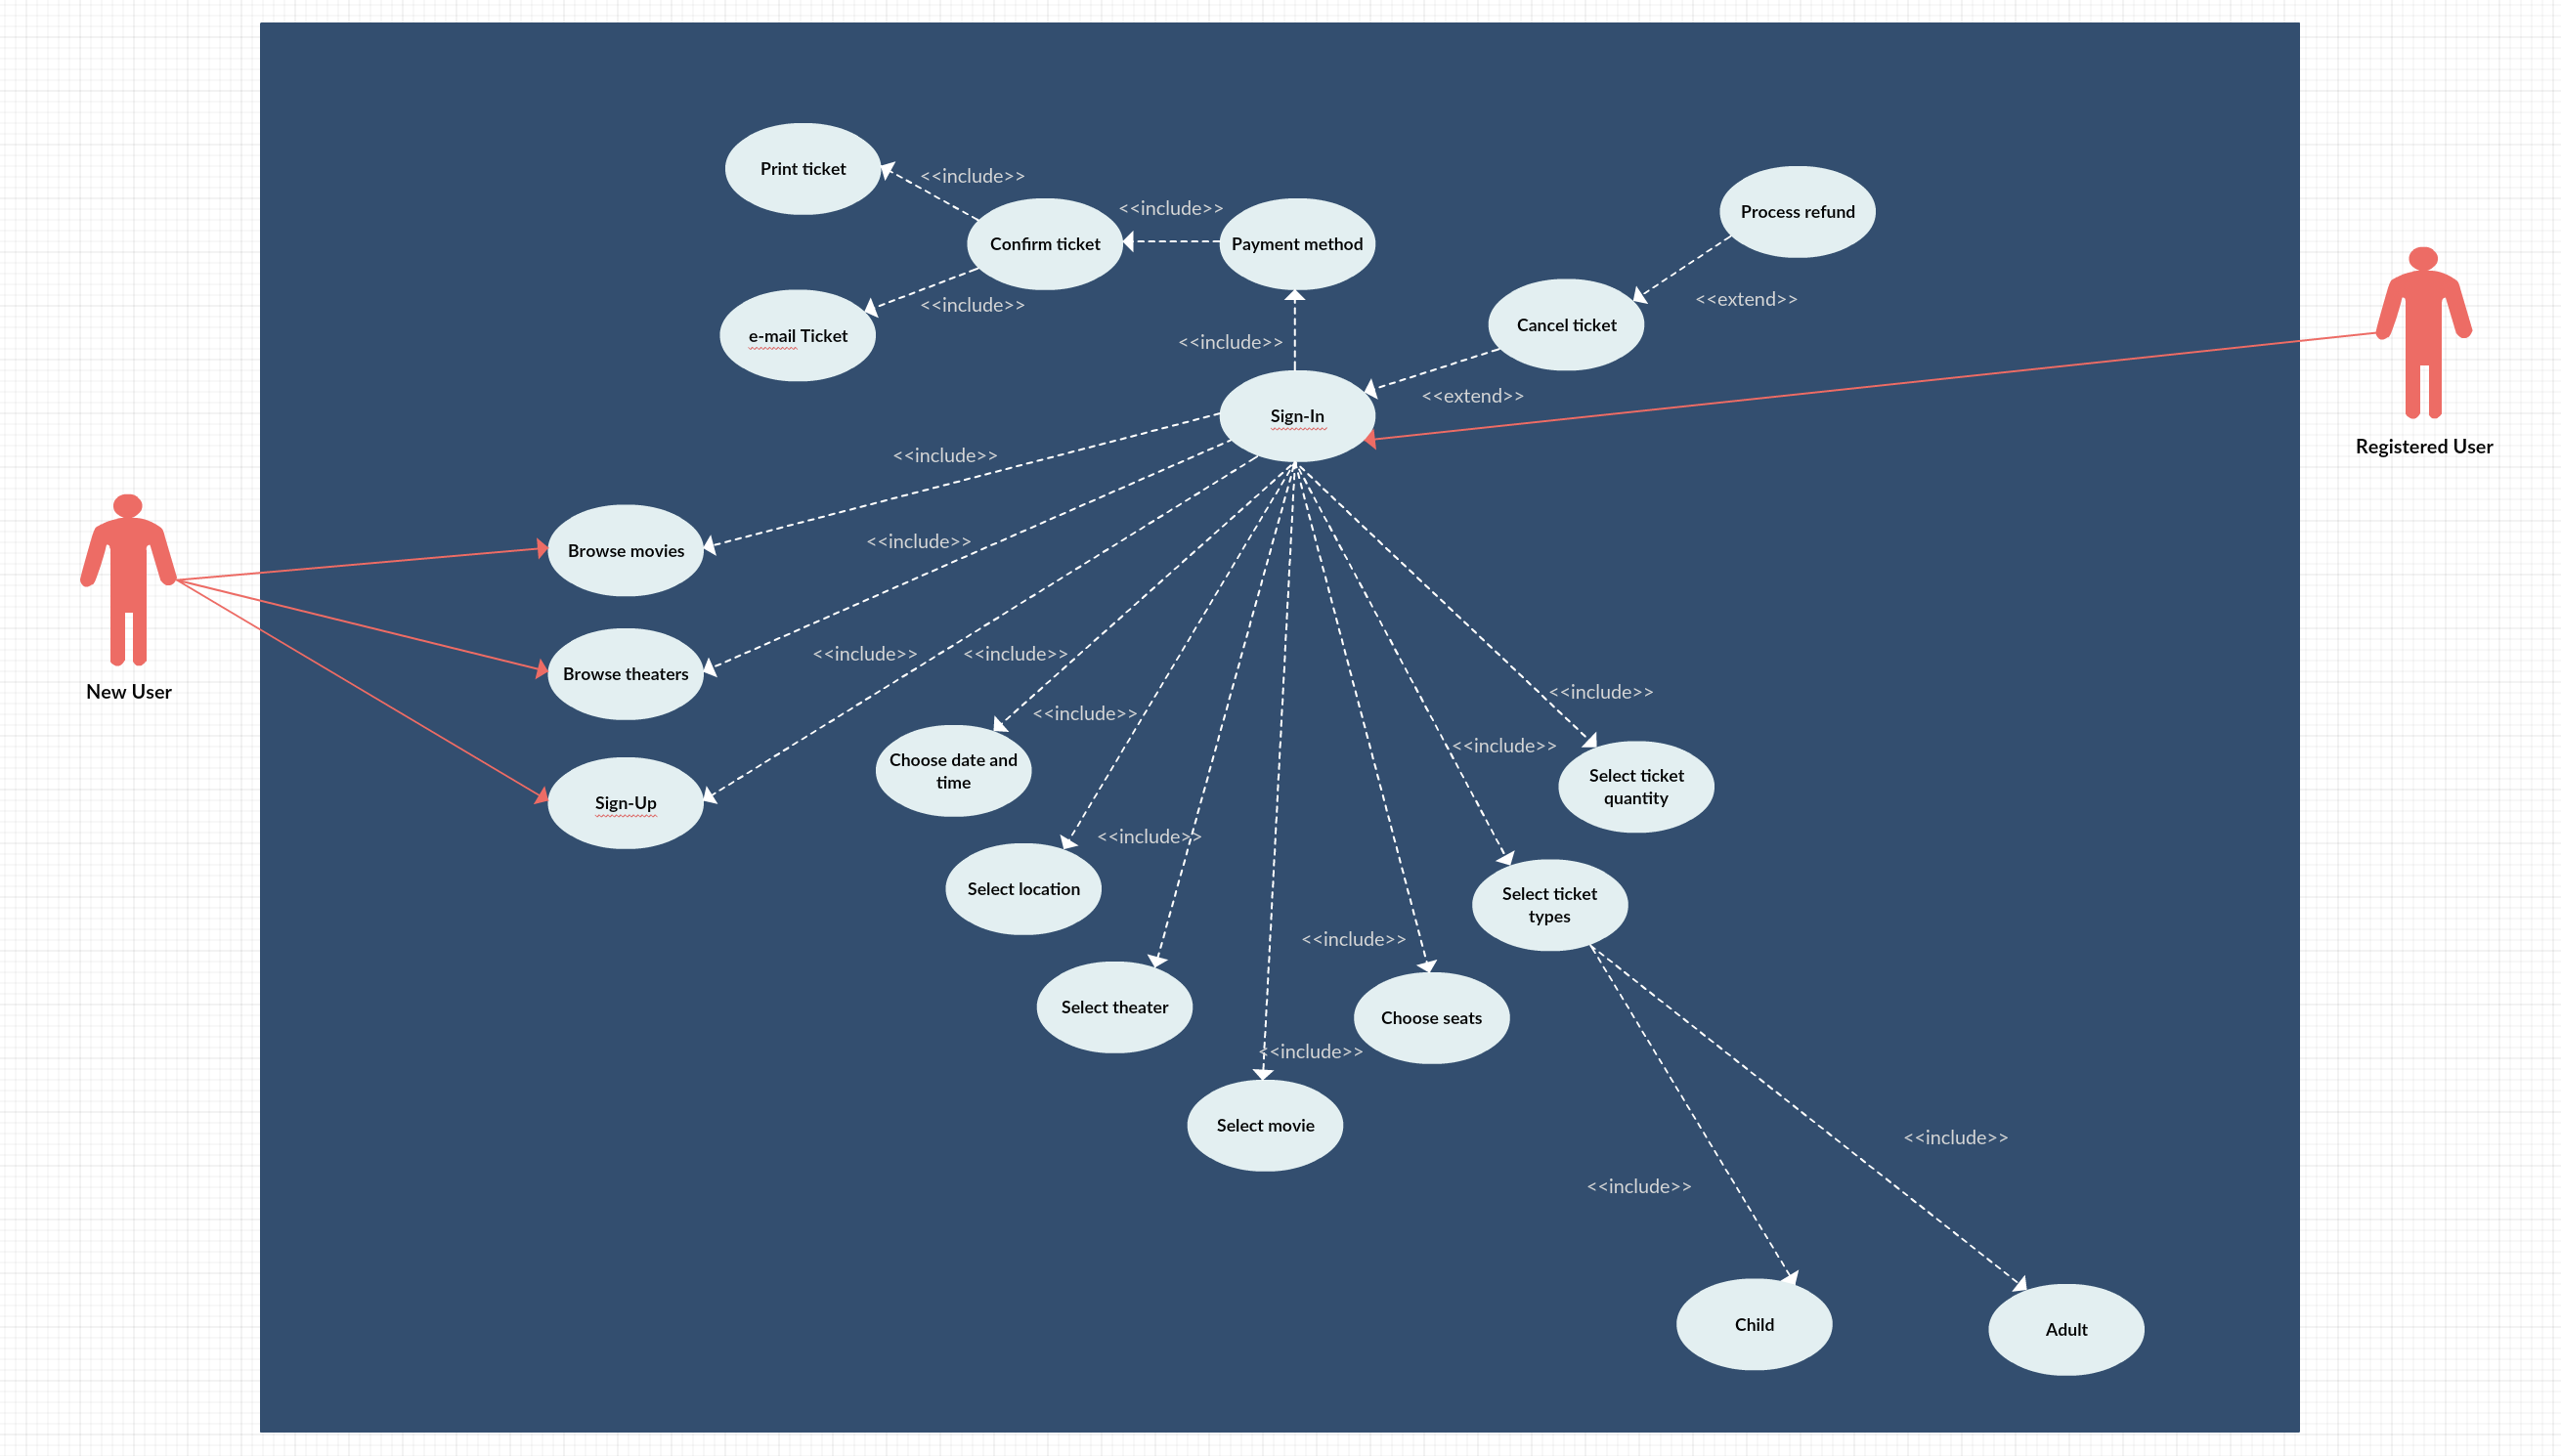 Print ticket
<<include>>
<<include>>
Process refund
Confirm ticket
Payment method
<<extend>>
<<include>>
Cancel ticket
e-mail Ticket
<<include>>
<<extend>>
Sign-In
Registered User
<<include>>
<<include>>
Browse movies
<<include>>
<<include>>
Browse theaters
New User
<<include>>
<<include>>
<<include>>
Choose date and
time
Select ticket
quantity
Sign-Up
<<include>>
Select location
Select ticket
types
<<include>>
Select theater
Choose seats
<<include>>
Select movie
<<include>>
<<include>>
Child
Adult